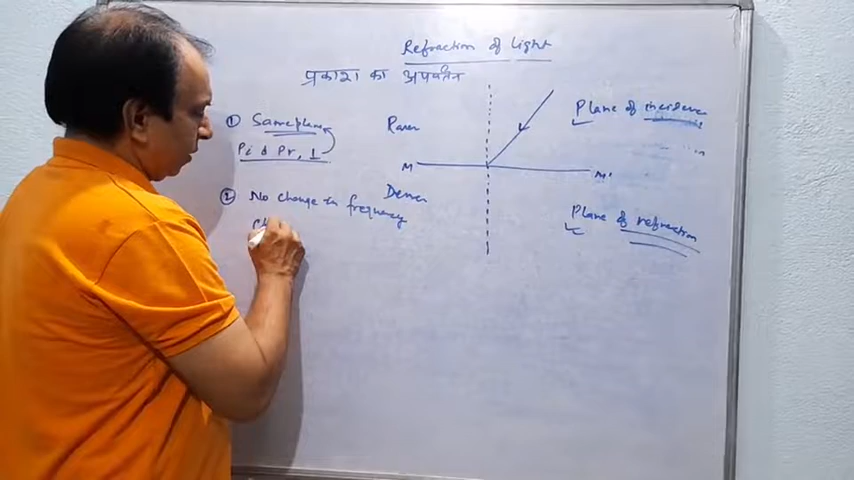 Refraction of Light
प्रकाश का अपवर्तन
① Same plane
Pi & Pr, ⊥
② No change in frequency
ch
Rarer
M M'
Denser
Plane of incidence
Plane of refraction